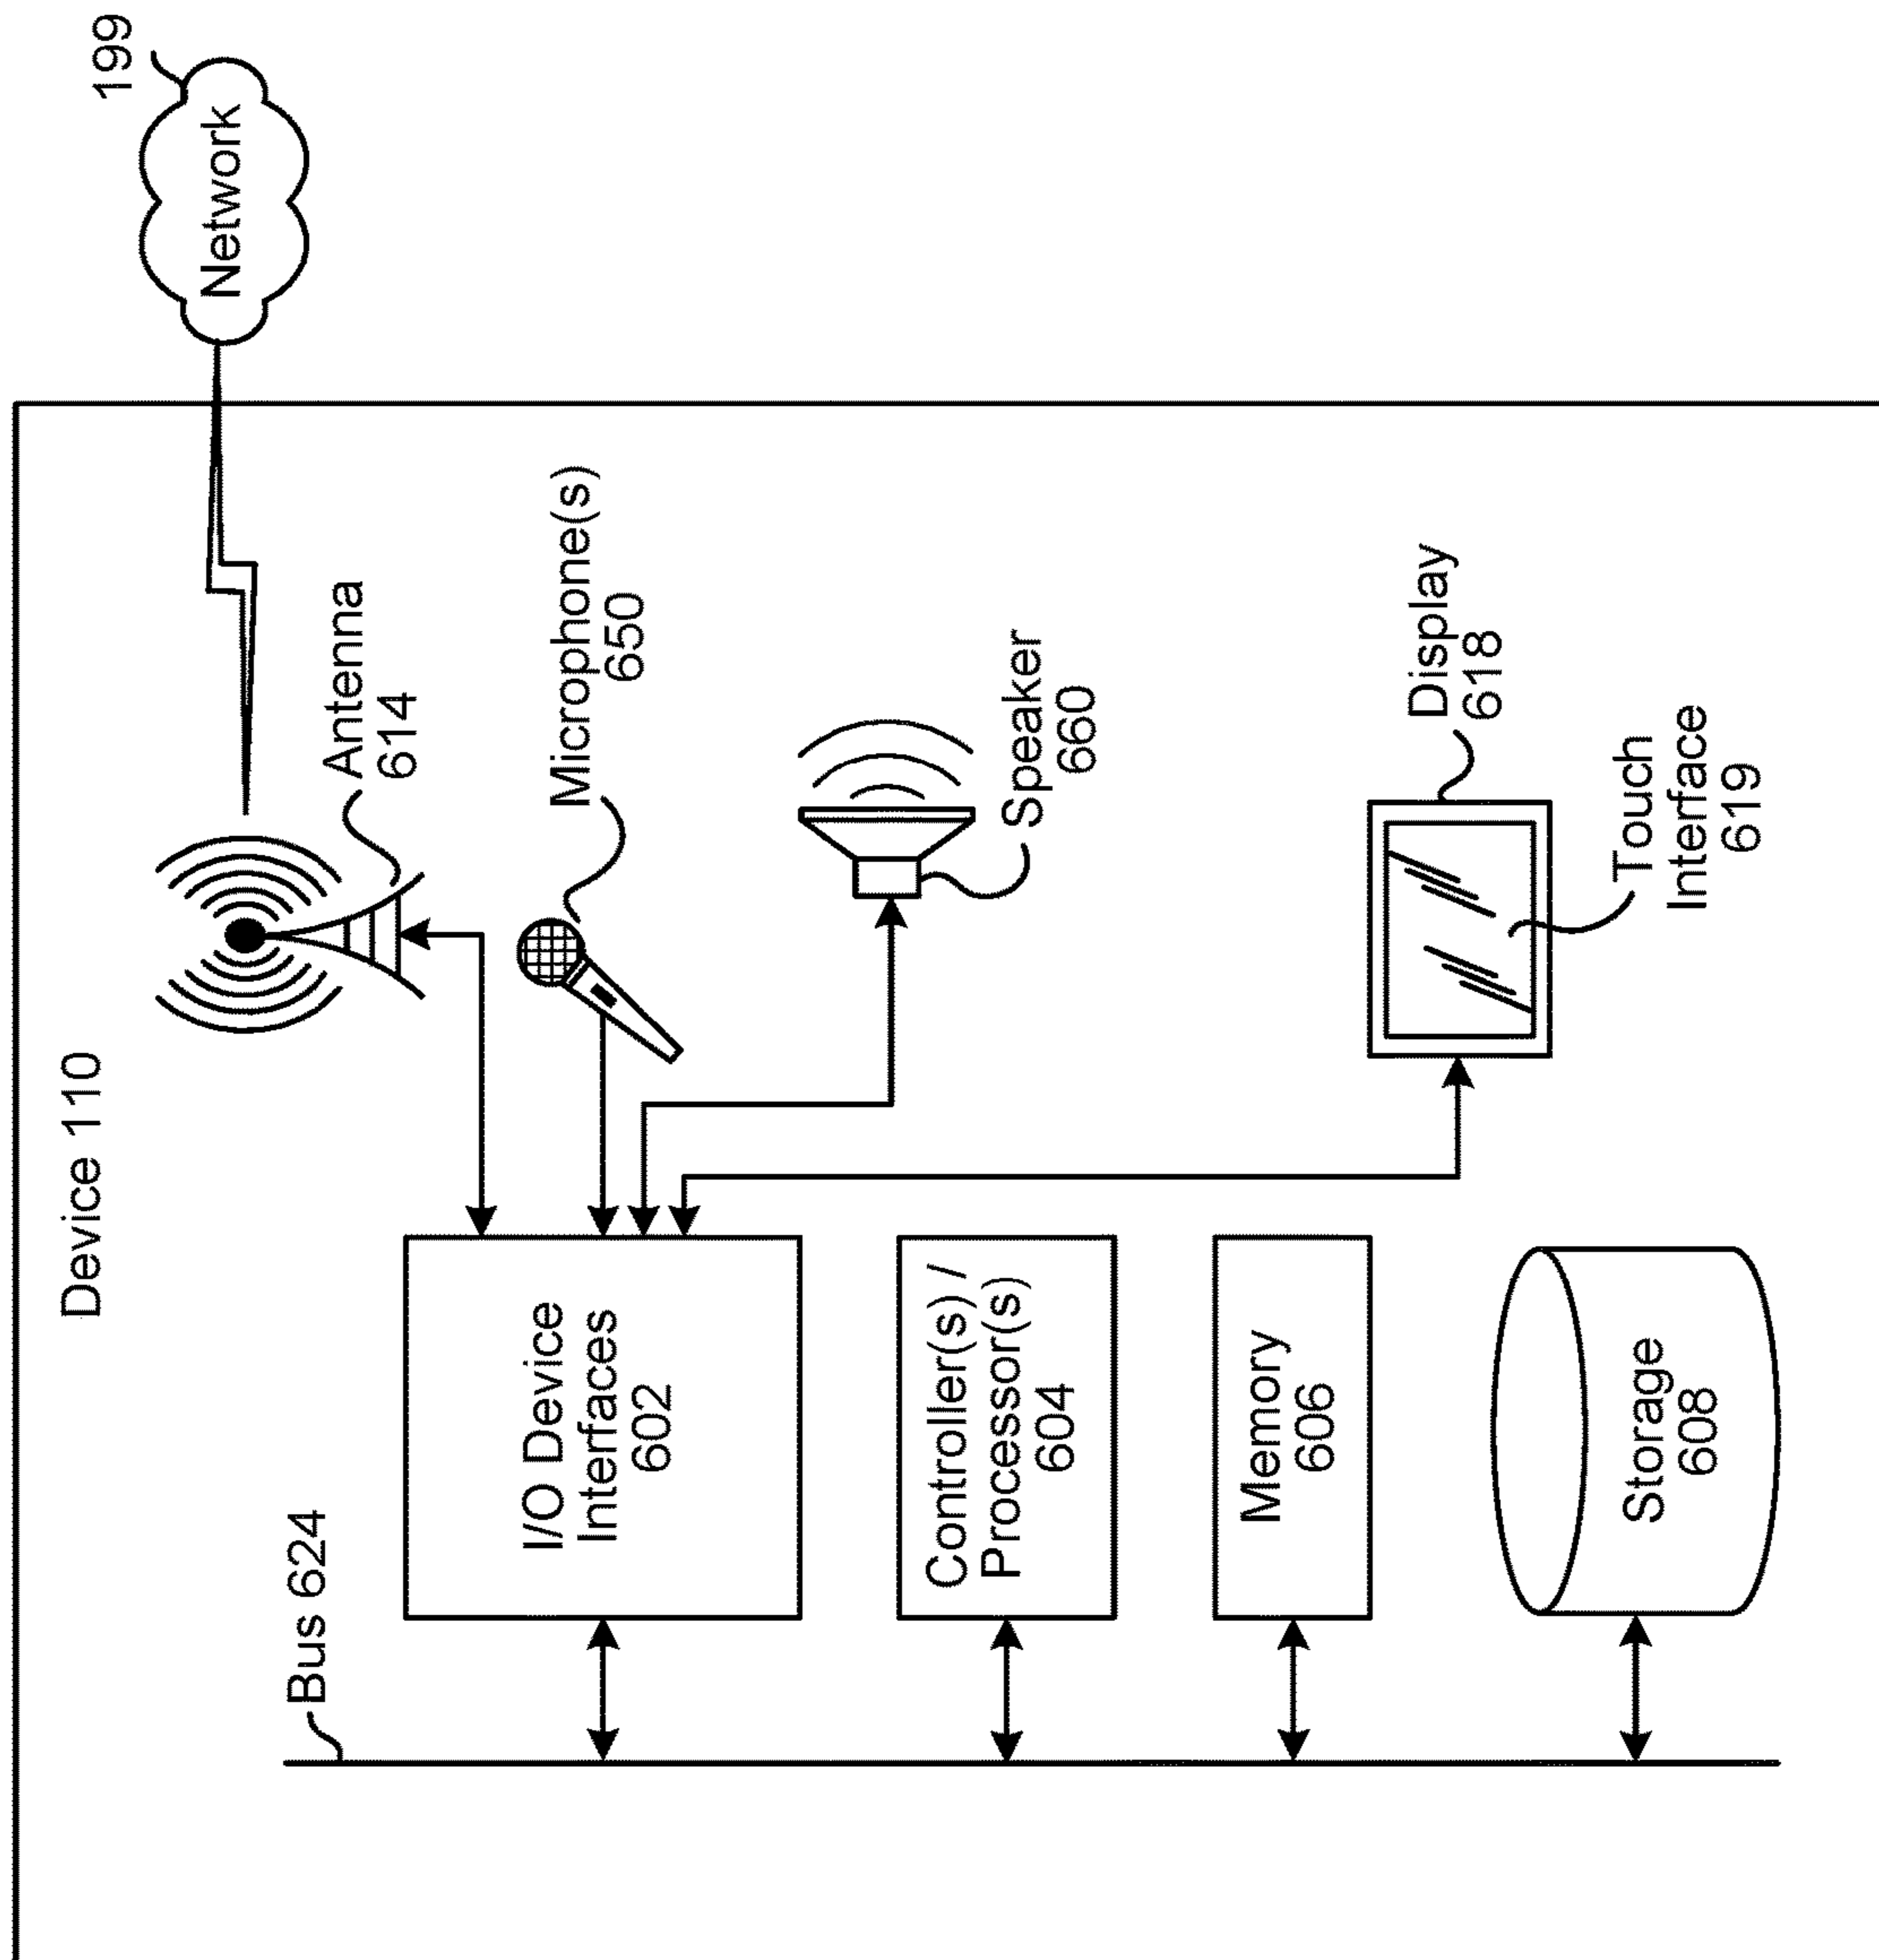 Device 110
Network
199
Antenna
614
Bus 624
I/O Device
Interfaces
602
Microphone(s)
650
Controller(s) /
Processor(s)
604
Speaker
660
Memory
606
Display
618
Storage
608
Touch
Interface
619